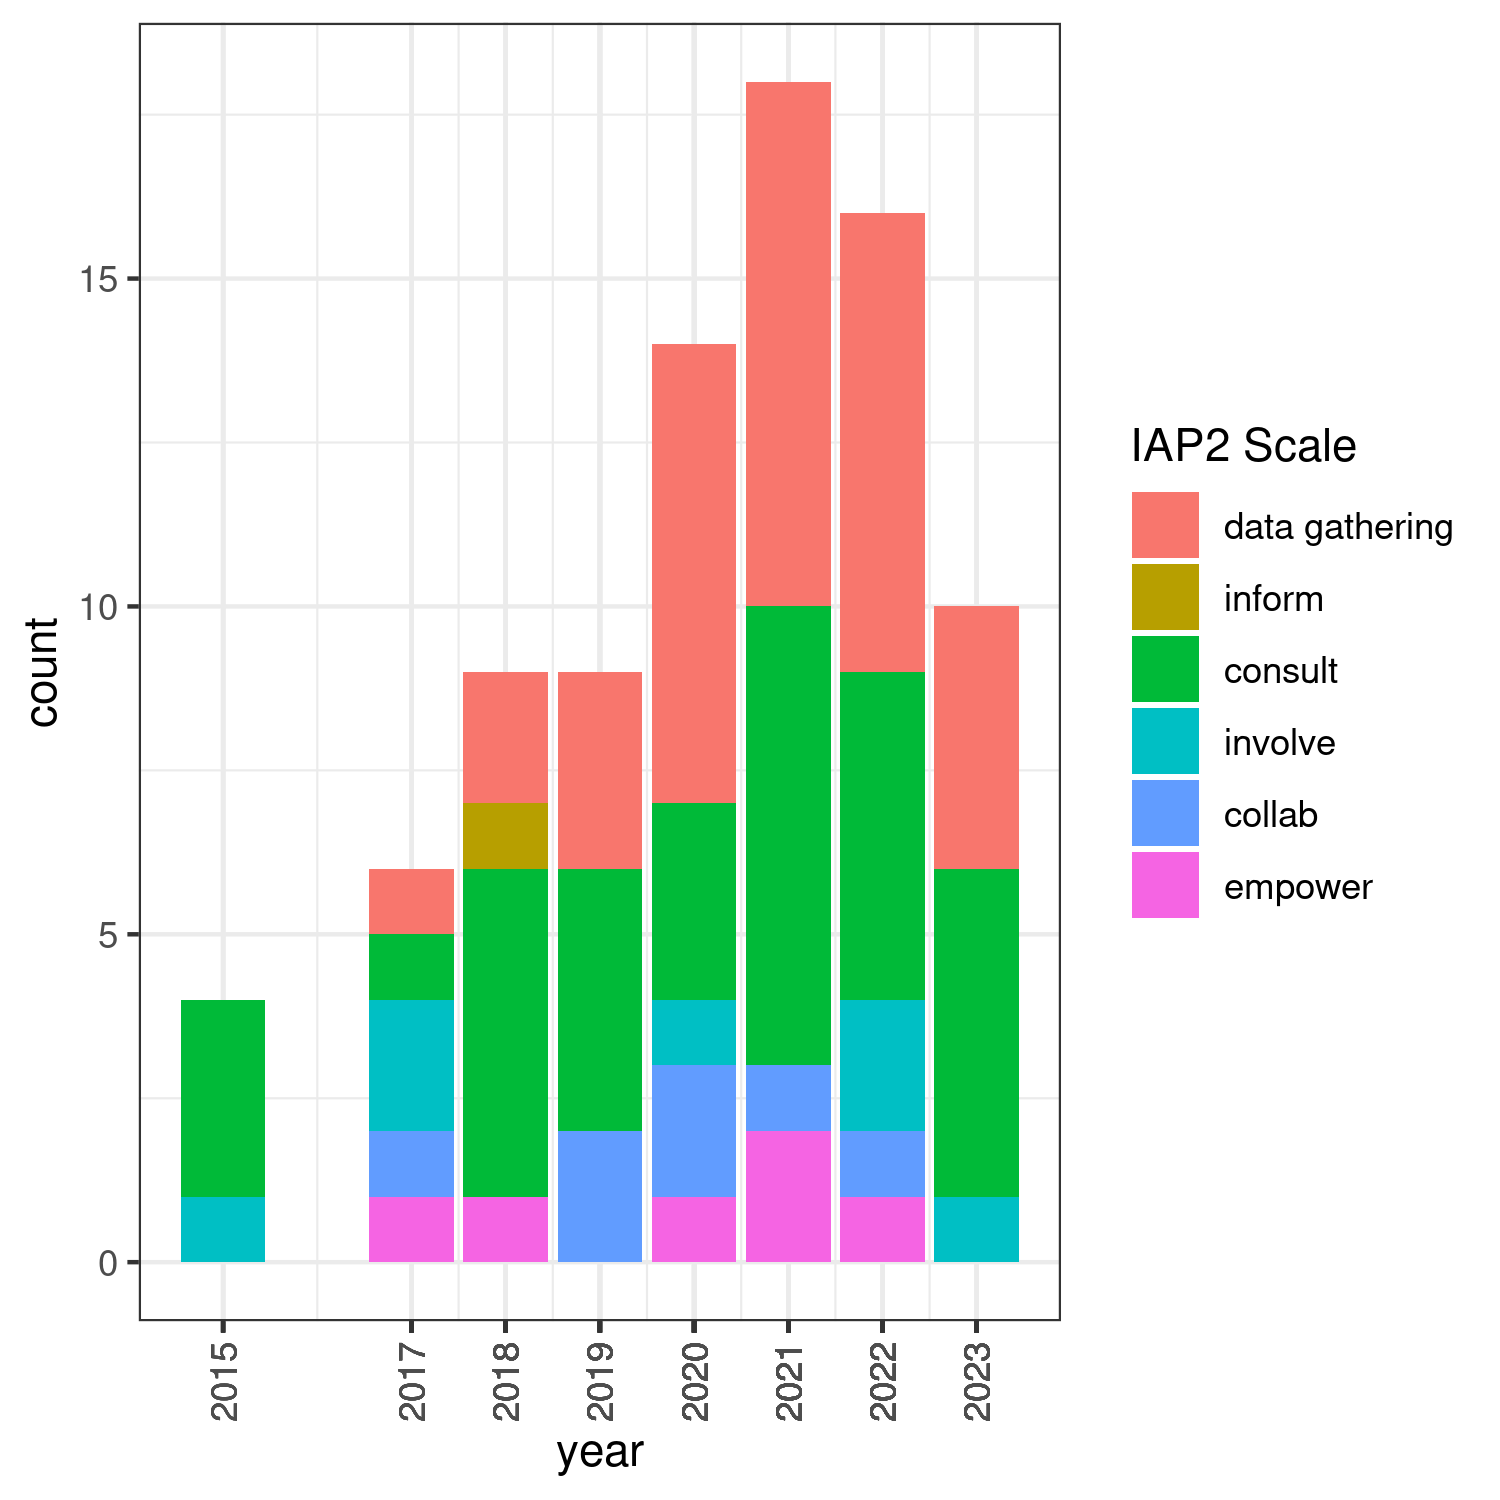 count
15
10
5
0
2015
2017
2018
2019
2020
2021
2022
2023
year
IAP2 Scale
data gathering
inform
consult
involve
collab
empower